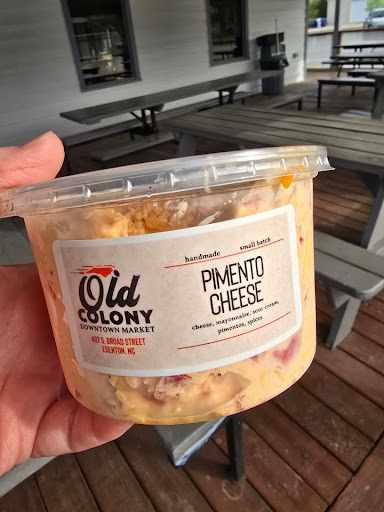 Old
COLONY
DOWNTOWN MARKET
407 S. BROAD STREET
EDENTON, NC
handmade small batch
PIMENTO
CHEESE
cheese, mayonnaise, sour cream,
pimentos, spices